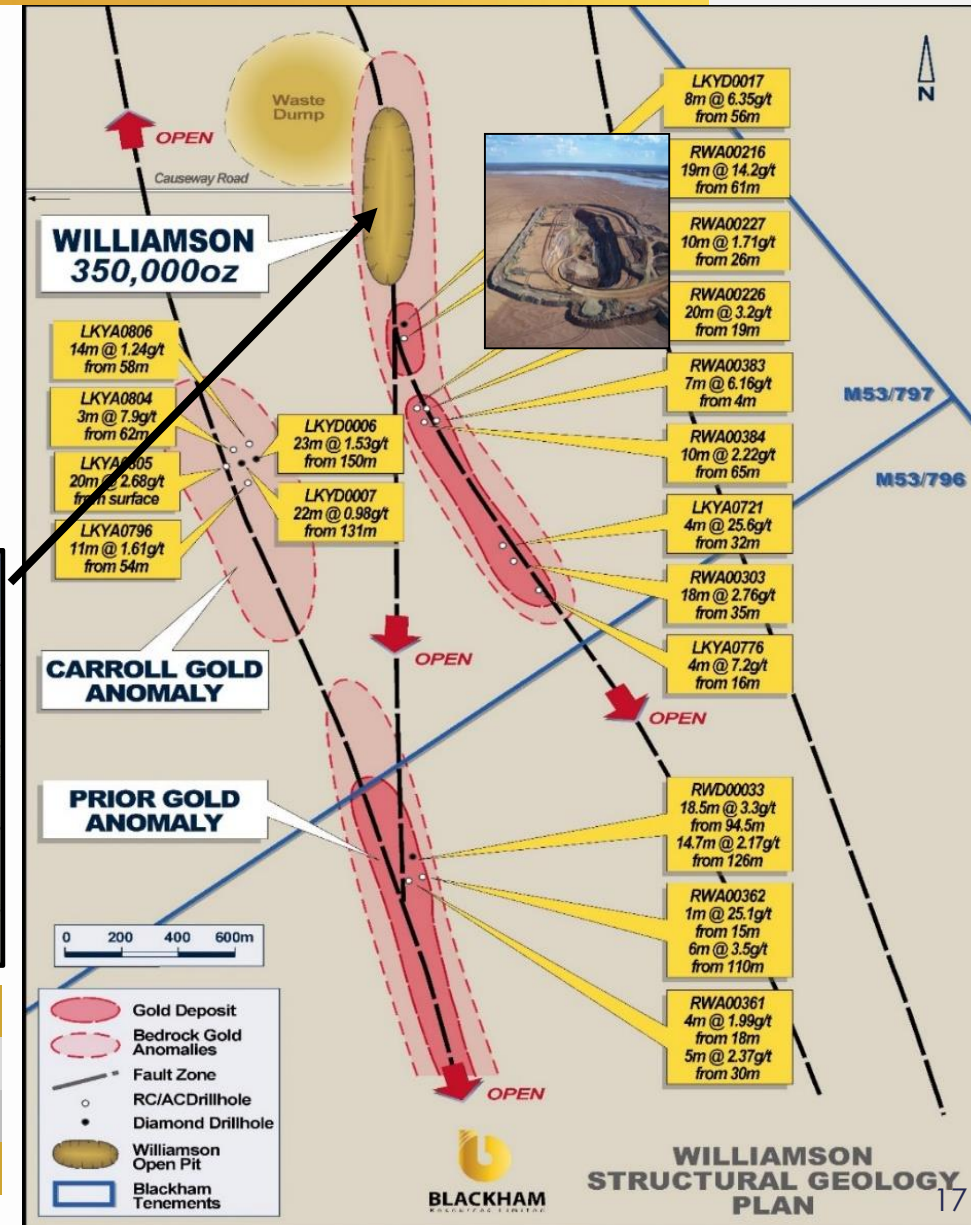 N
Waste
Dump
OPEN
Causeway Road
WILLIAMSON
350,000oz
LKYD0017
8m @ 6.35g/t
from 56m
RWA00216
19m @ 14.2g/t
from 61m
RWA00227
10m @ 1.71g/t
from 26m
RWA00226
20m @ 3.2g/t
from 19m
RWA00383
7m @ 6.16g/t
from 4m
RWA00384
10m @ 2.22g/t
from 65m
LKYA0721
4m @ 25.6g/t
from 32m
RWA00303
18m @ 2.76g/t
from 35m
LKYA0776
4m @ 7.2g/t
from 16m
M53/797
M53/796
LKYA0806
14m @ 1.24g/t
from 58m
LKYA0804
3m @ 7.9g/t
from 62m
LKYA0805
20m @ 2.68g/t
from surface
LKYA0796
11m @ 1.61g/t
from 54m
LKYD0006
23m @ 1.53g/t
from 150m
LKYD0007
22m @ 0.98g/t
from 131m
CARROLL GOLD
ANOMALY
OPEN
OPEN
PRIOR GOLD
ANOMALY
RWD00033
18.5m @ 3.3g/t
from 94.5m
14.7m @ 2.17g/t
from 126m
RWA00362
1m @ 25.1g/t
from 15m
6m @ 3.5g/t
from 110m
RWA00361
4m @ 1.99g/t
from 18m
5m @ 2.37g/t
from 30m
0 200 400 600m
Gold Deposit
Bedrock Gold
Anomalies
Fault Zone
RC/ACDrillhole
Diamond Drillhole
Williamson
Open Pit
Blackham
Tenements
OPEN
BLACKHAM
Resources Limited
WILLIAMSON
STRUCTURAL GEOLOGY
PLAN
17